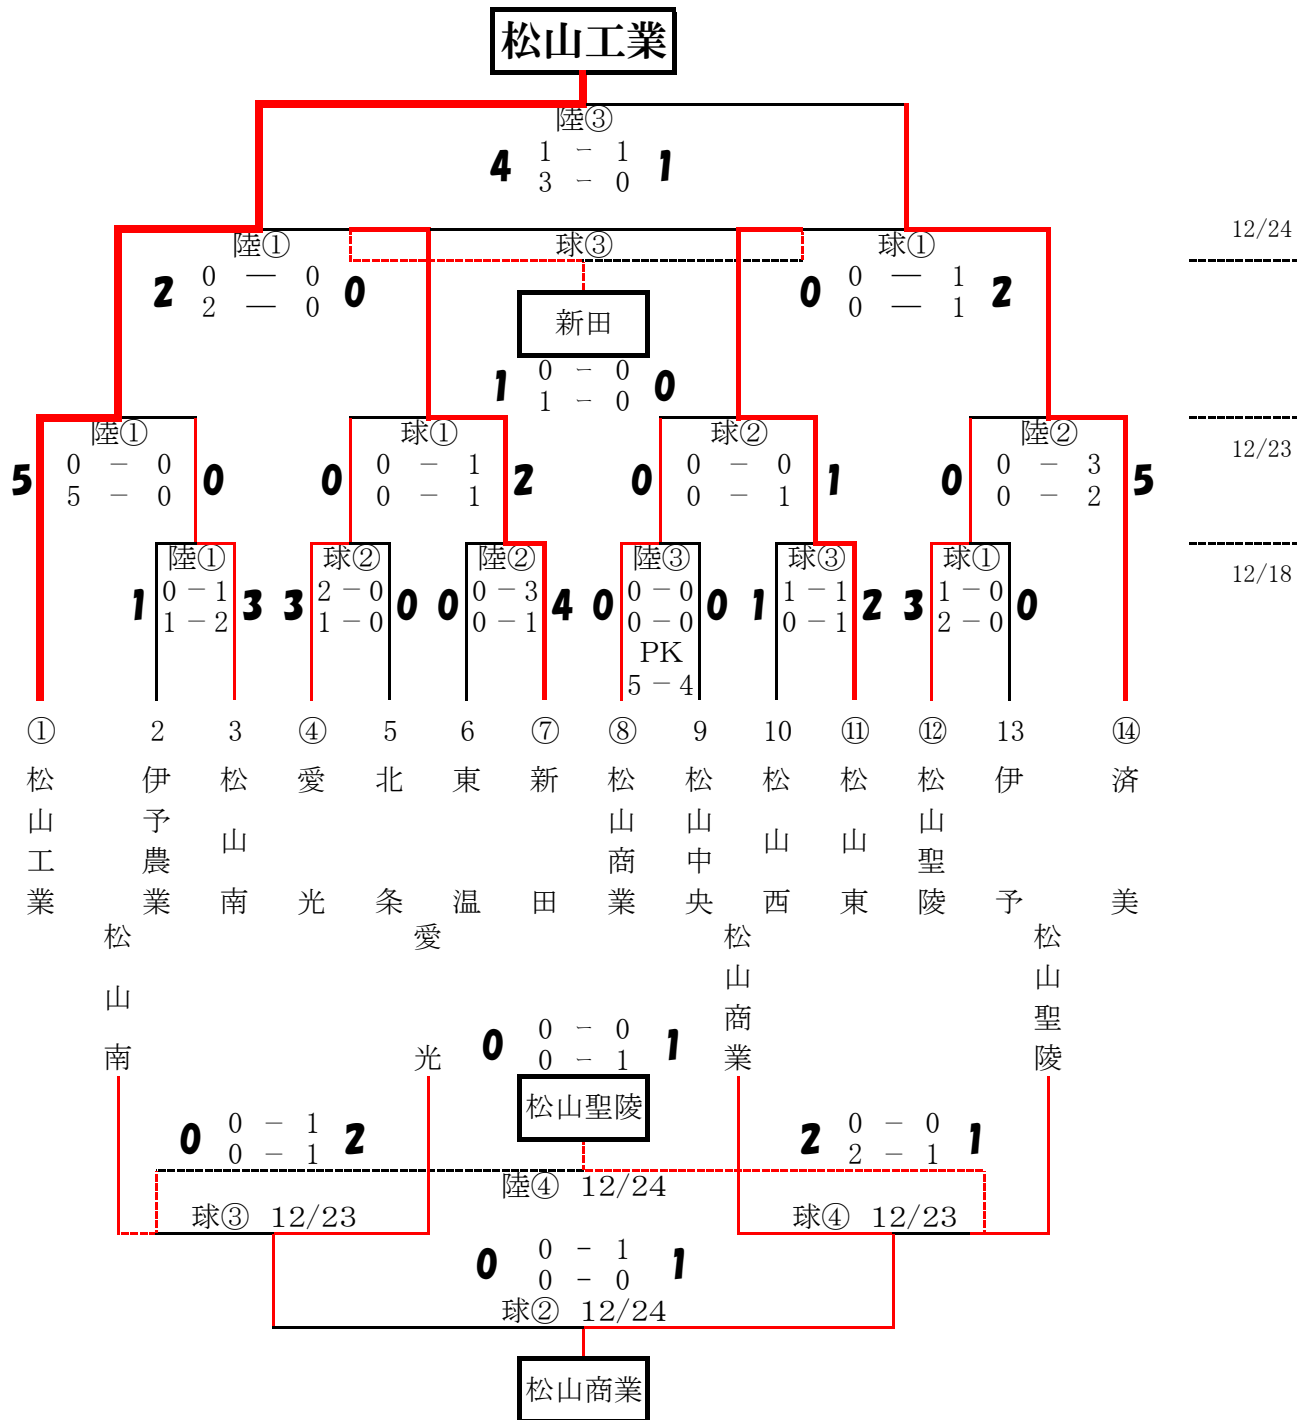 松山工業
陸③
4 1 － 1 1
3 － 0
12/24
陸① 球③ 球①
2 0 ― 0 0
2 ― 0
0 0 ― 1 2
0 ― 1
新田
1 0 － 0 0
1 － 0
12/23
陸① 球① 球② 陸②
5 0 － 0 0
5 － 0
0 0 － 1 2
0 － 1
0 0 － 0 1
0 － 1
0 0 － 3 5
0 － 2
12/18
陸① 球② 陸② 陸③ 球③ 球①
1 0－1 3
1－2
3 2－0 0
1－0
0 0－3 4
0－1
0 0－0 0
0－0
PK
5－4
1 1－1 2
0－1
3 1－0 0
2－0
① 2 3 ④ 5 6 ⑦ ⑧ 9 10 ⑪ ⑫ 13 ⑭
松山工業
伊予農業
松山南
愛光
北条
東温
新田
松山商業
松山中央
松山西
松山東
松山聖陵
伊予
済美
松山南
愛光
松山商業
松山聖陵
0 0 － 0 1
0 － 1
松山聖陵
0 0 － 1 2
0 － 1
2 0 － 0 1
2 － 1
陸④ 12/24
球③ 12/23
球④ 12/23
0 0 － 1 1
0 － 0
球② 12/24
松山商業